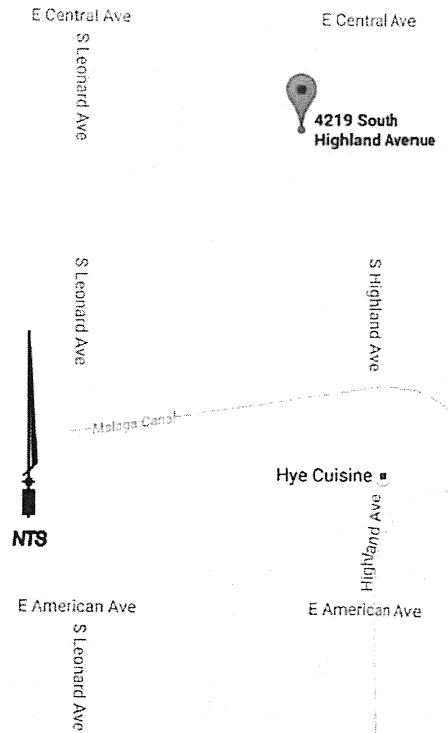 E Central Ave
E Central Ave
S Leonard Ave
4219 South
Highland Avenue
S Leonard Ave
S Highland Ave
Malaga Canal
Hye Cuisine
Highland Ave
NTS
E American Ave
E American Ave
S Leonard Ave